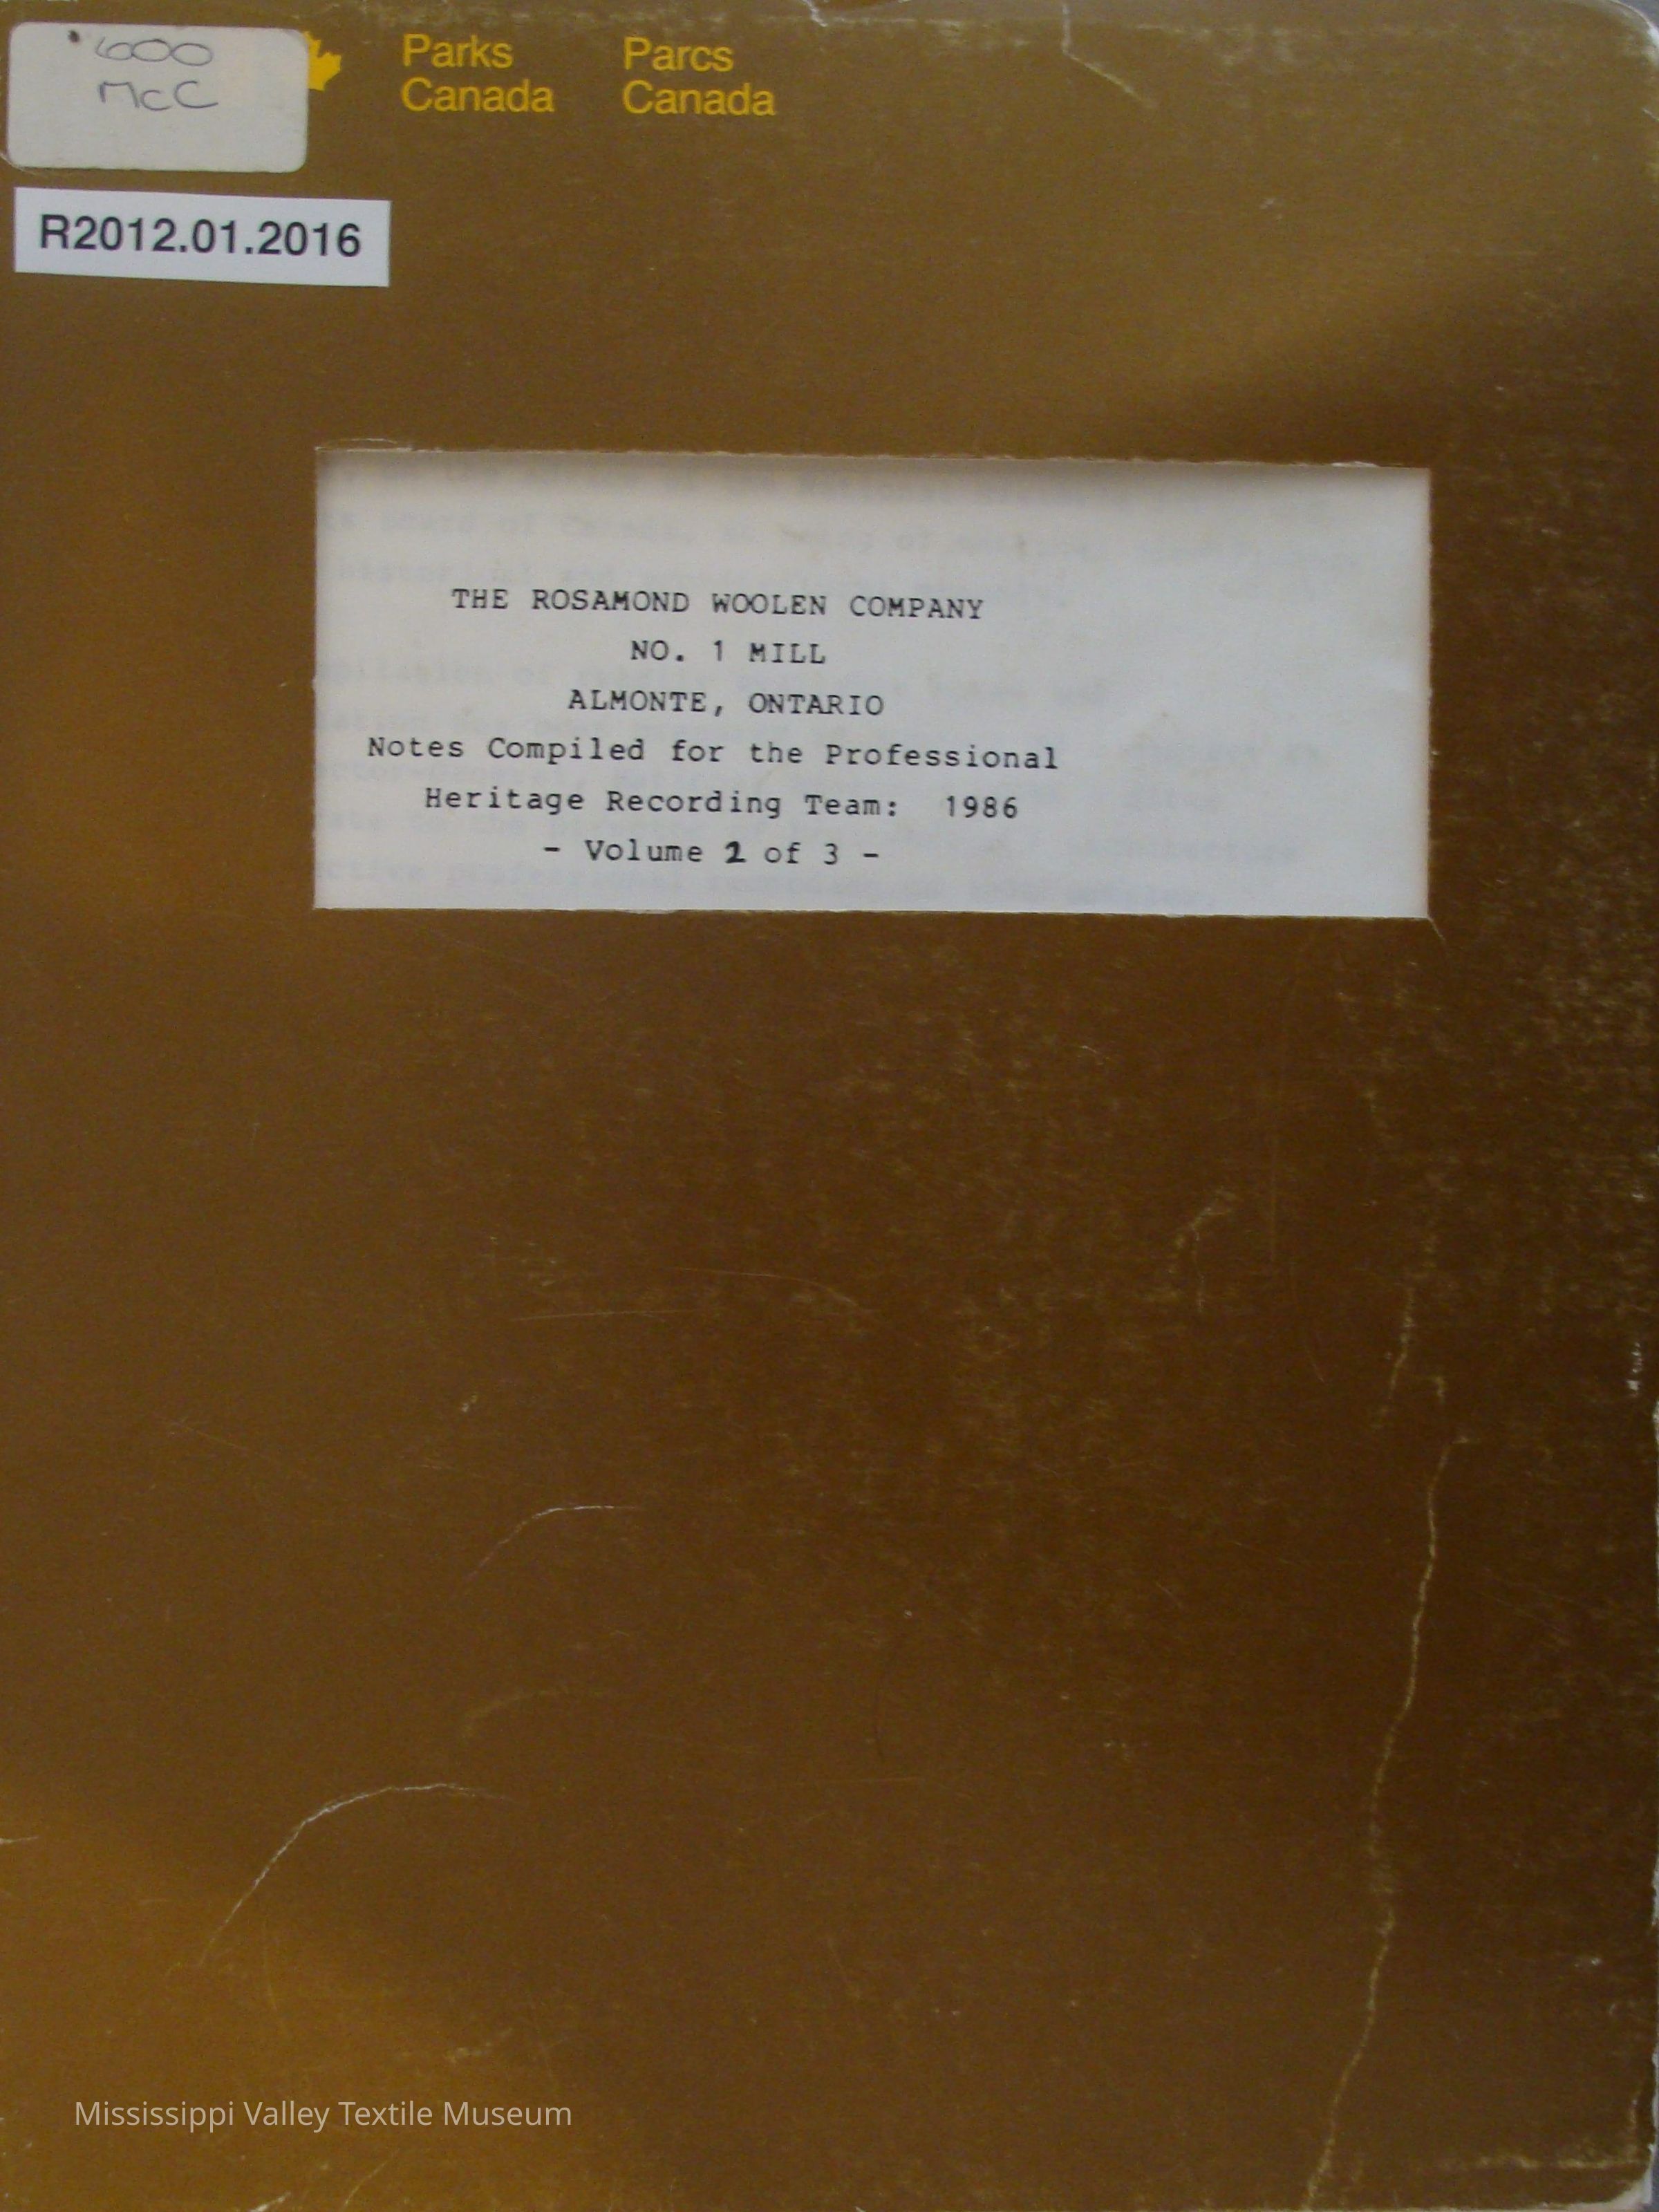 600
McC
Parks Canada
Parcs Canada
R2012.01.2016
THE ROSAMOND WOOLEN COMPANY
NO. 1 MILL
ALMONTE, ONTARIO
Notes Compiled for the Professional
Heritage Recording Team: 1986
- Volume 2 of 3 -
Mississippi Valley Textile Museum